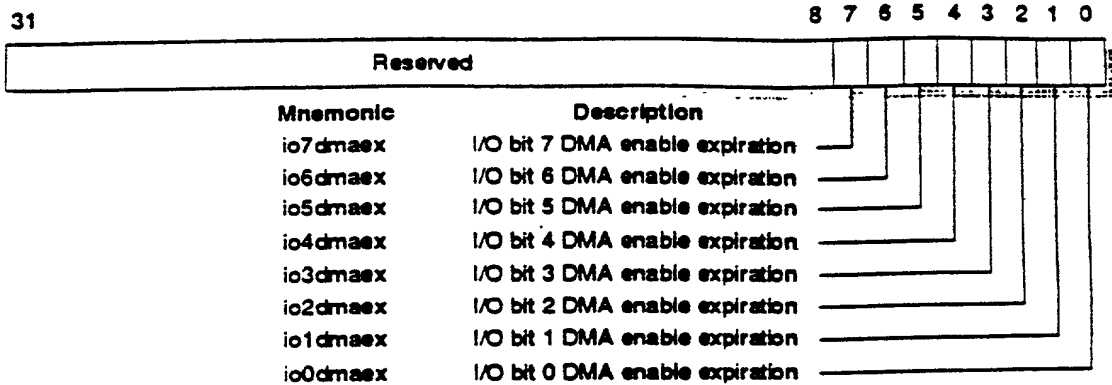 31 8 7 6 5 4 3 2 1 0
Reserved
Mnemonic Description
io7dmaex I/O bit 7 DMA enable expiration
io6dmaex I/O bit 6 DMA enable expiration
io5dmaex I/O bit 5 DMA enable expiration
io4dmaex I/O bit 4 DMA enable expiration
io3dmaex I/O bit 3 DMA enable expiration
io2dmaex I/O bit 2 DMA enable expiration
io1dmaex I/O bit 1 DMA enable expiration
io0dmaex I/O bit 0 DMA enable expiration